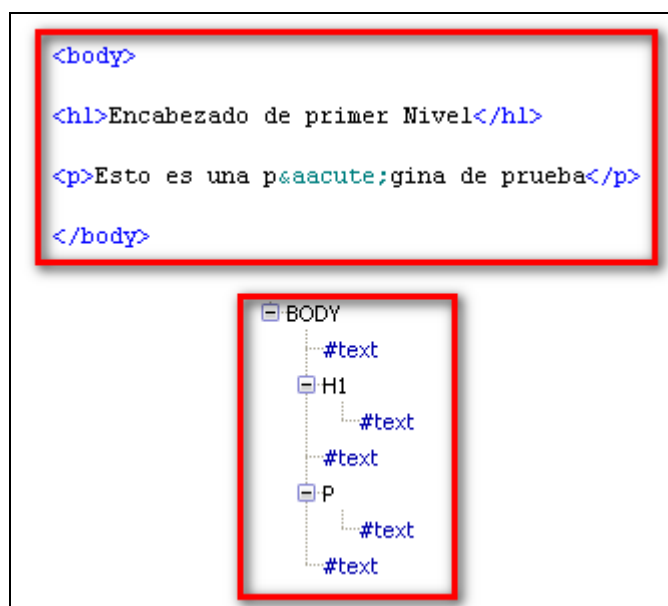 <body>
<h1>Encabezado de primer Nivel</h1>
<p>Esto es una p&aacute;gina de prueba</p>
</body>
BODY
#text
H1
#text
#text
P
#text
#text